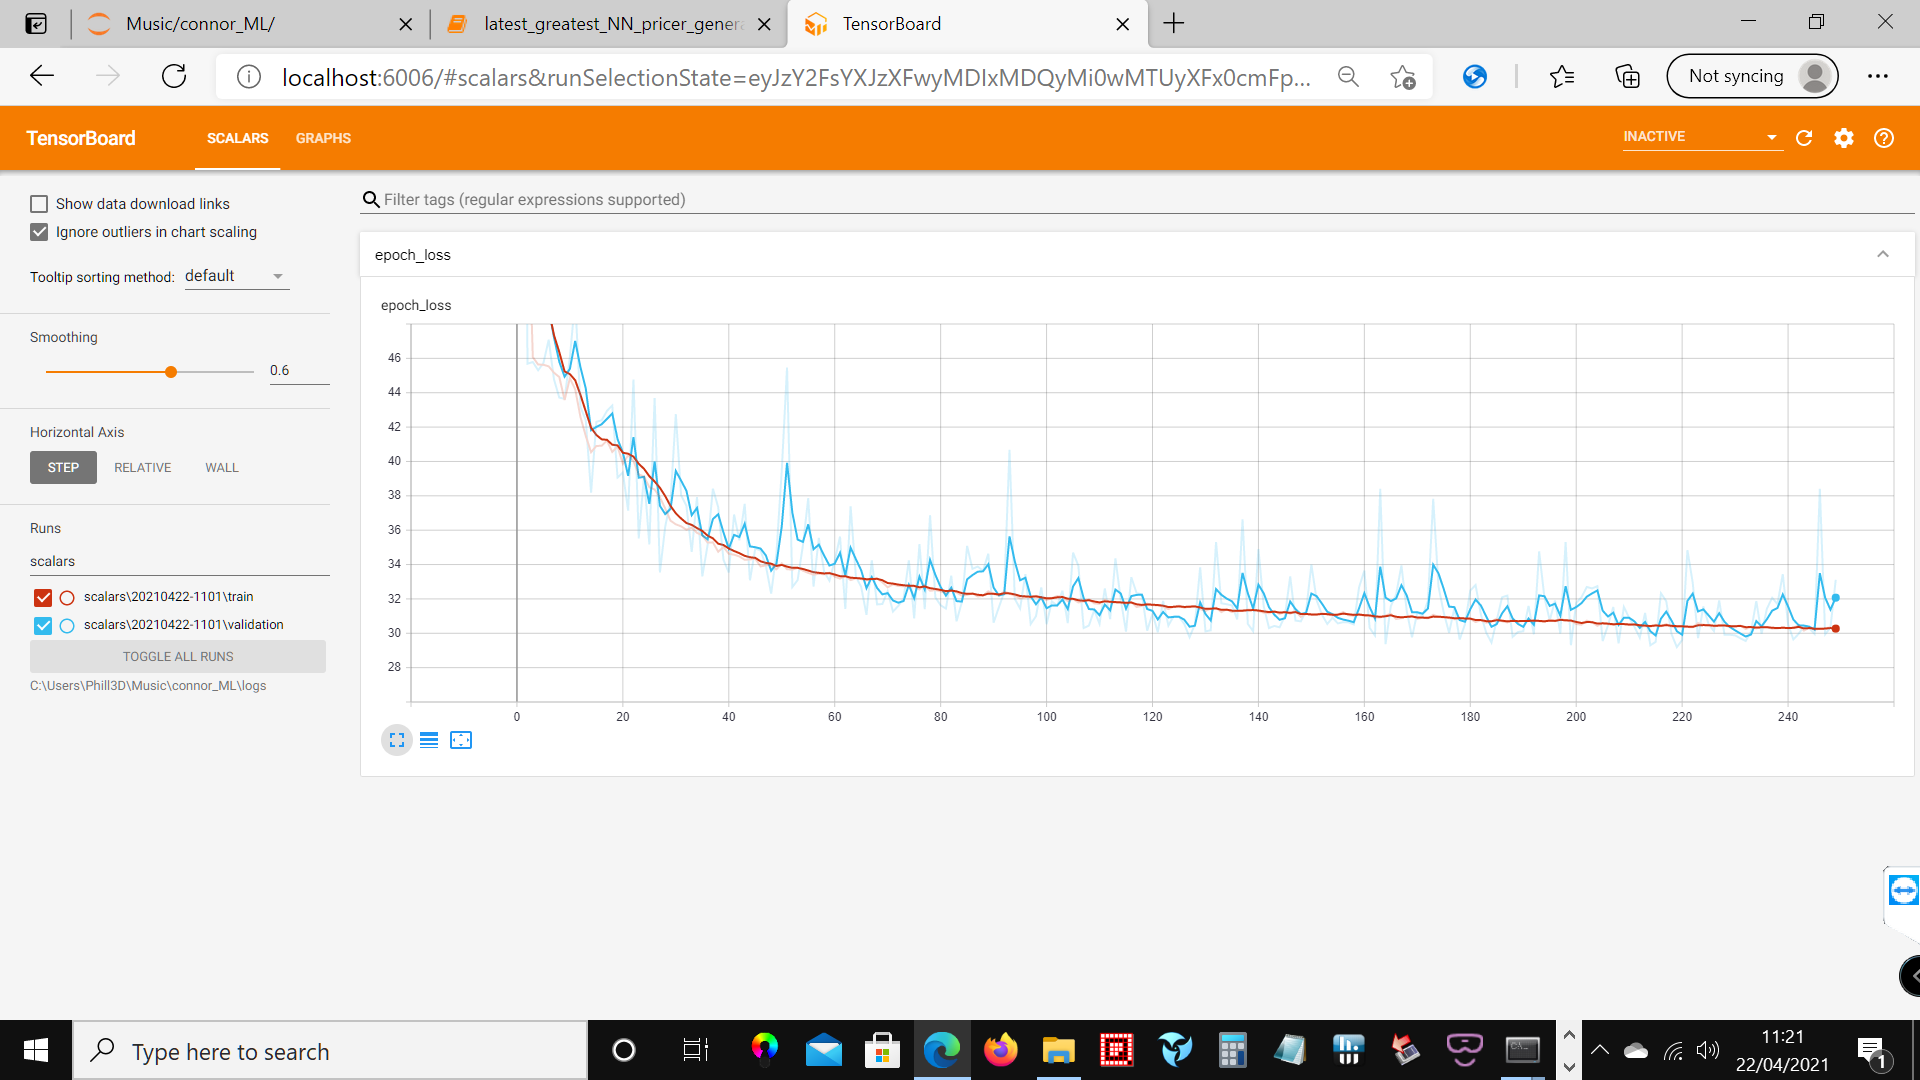 Music/connor_ML/
latest_greatest_NN_pricer_genera
TensorBoard
localhost:6006/#scalars&runSelectionState=eyJzY2FsYXJzXFwyMDIxMDQyMi0wMTUyXFx0cmFp...
Not syncing
TensorBoard
SCALARS
GRAPHS
INACTIVE
Show data download links
Ignore outliers in chart scaling
Tooltip sorting method: default
Smoothing
0.6
Horizontal Axis
STEP RELATIVE WALL
Runs
scalars
scalars\20210422-1101\train
scalars\20210422-1101\validation
TOGGLE ALL RUNS
C:\Users\Phill3D\Music\connor_ML\logs
Filter tags (regular expressions supported)
epoch_loss
epoch_loss
46
44
42
40
38
36
34
32
30
28
0 20 40 60 80 100 120 140 160 180 200 220 240
Type here to search
11:21
22/04/2021
1